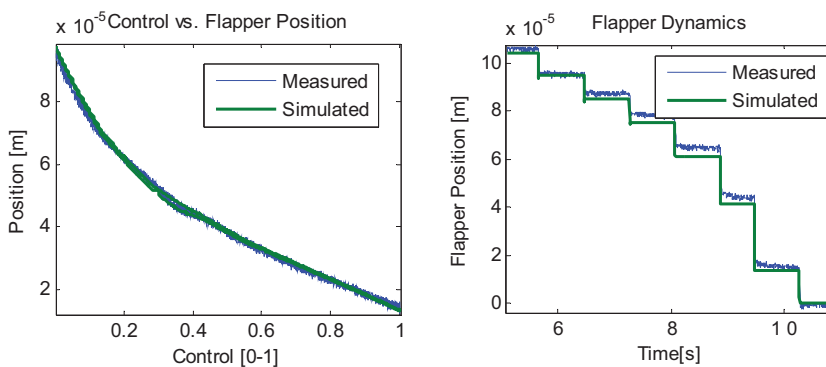 x 10-5 Control vs. Flapper Position
8
6
4
2
0.2
0.4
0.6
0.8
1
Position [m]
Control [0-1]
Measured
Simulated
x 10-5
Flapper Dynamics
10
8
6
4
2
0
6
8
1 0
Flapper Position [m]
Time[s]
Measured
Simulated